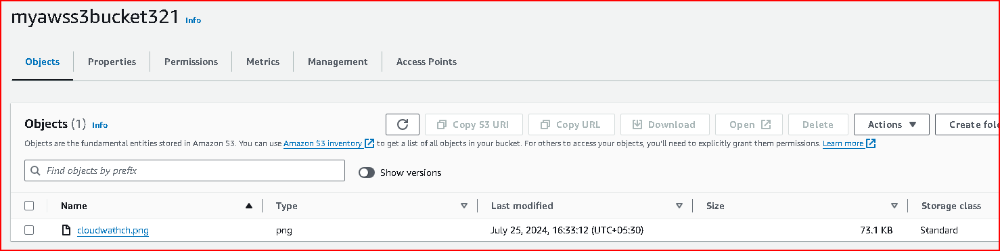 myawss3bucket321 Info
Objects Properties Permissions Metrics Management Access Points
Objects (1) Info Copy S3 URI Copy URL Download Open Delete Actions Create fol
Objects are the fundamental entities stored in Amazon S3. You can use Amazon S3 inventory to get a list of all objects in your bucket. For others to access your objects, you'll need to explicitly grant them permissions. Learn more
Find objects by prefix Show versions
Name Type Last modified Size Storage class
cloudwathch.png png July 25, 2024, 16:33:12 (UTC+05:30) 73.1 KB Standard